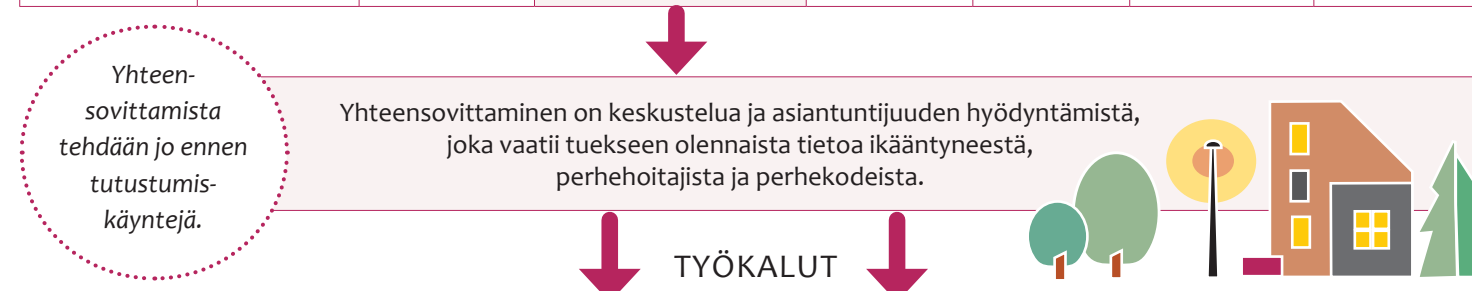 Yhteen-
sovittamista
tehdään jo ennen
tutustumis-
käyntejä.
Yhteensovittaminen on keskustelua ja asiantuntijuuden hyödyntämistä,
joka vaatii tuekseen olennaista tietoa ikääntyneestä,
perhehoitajista ja perhekodeista.
TYÖKALUT